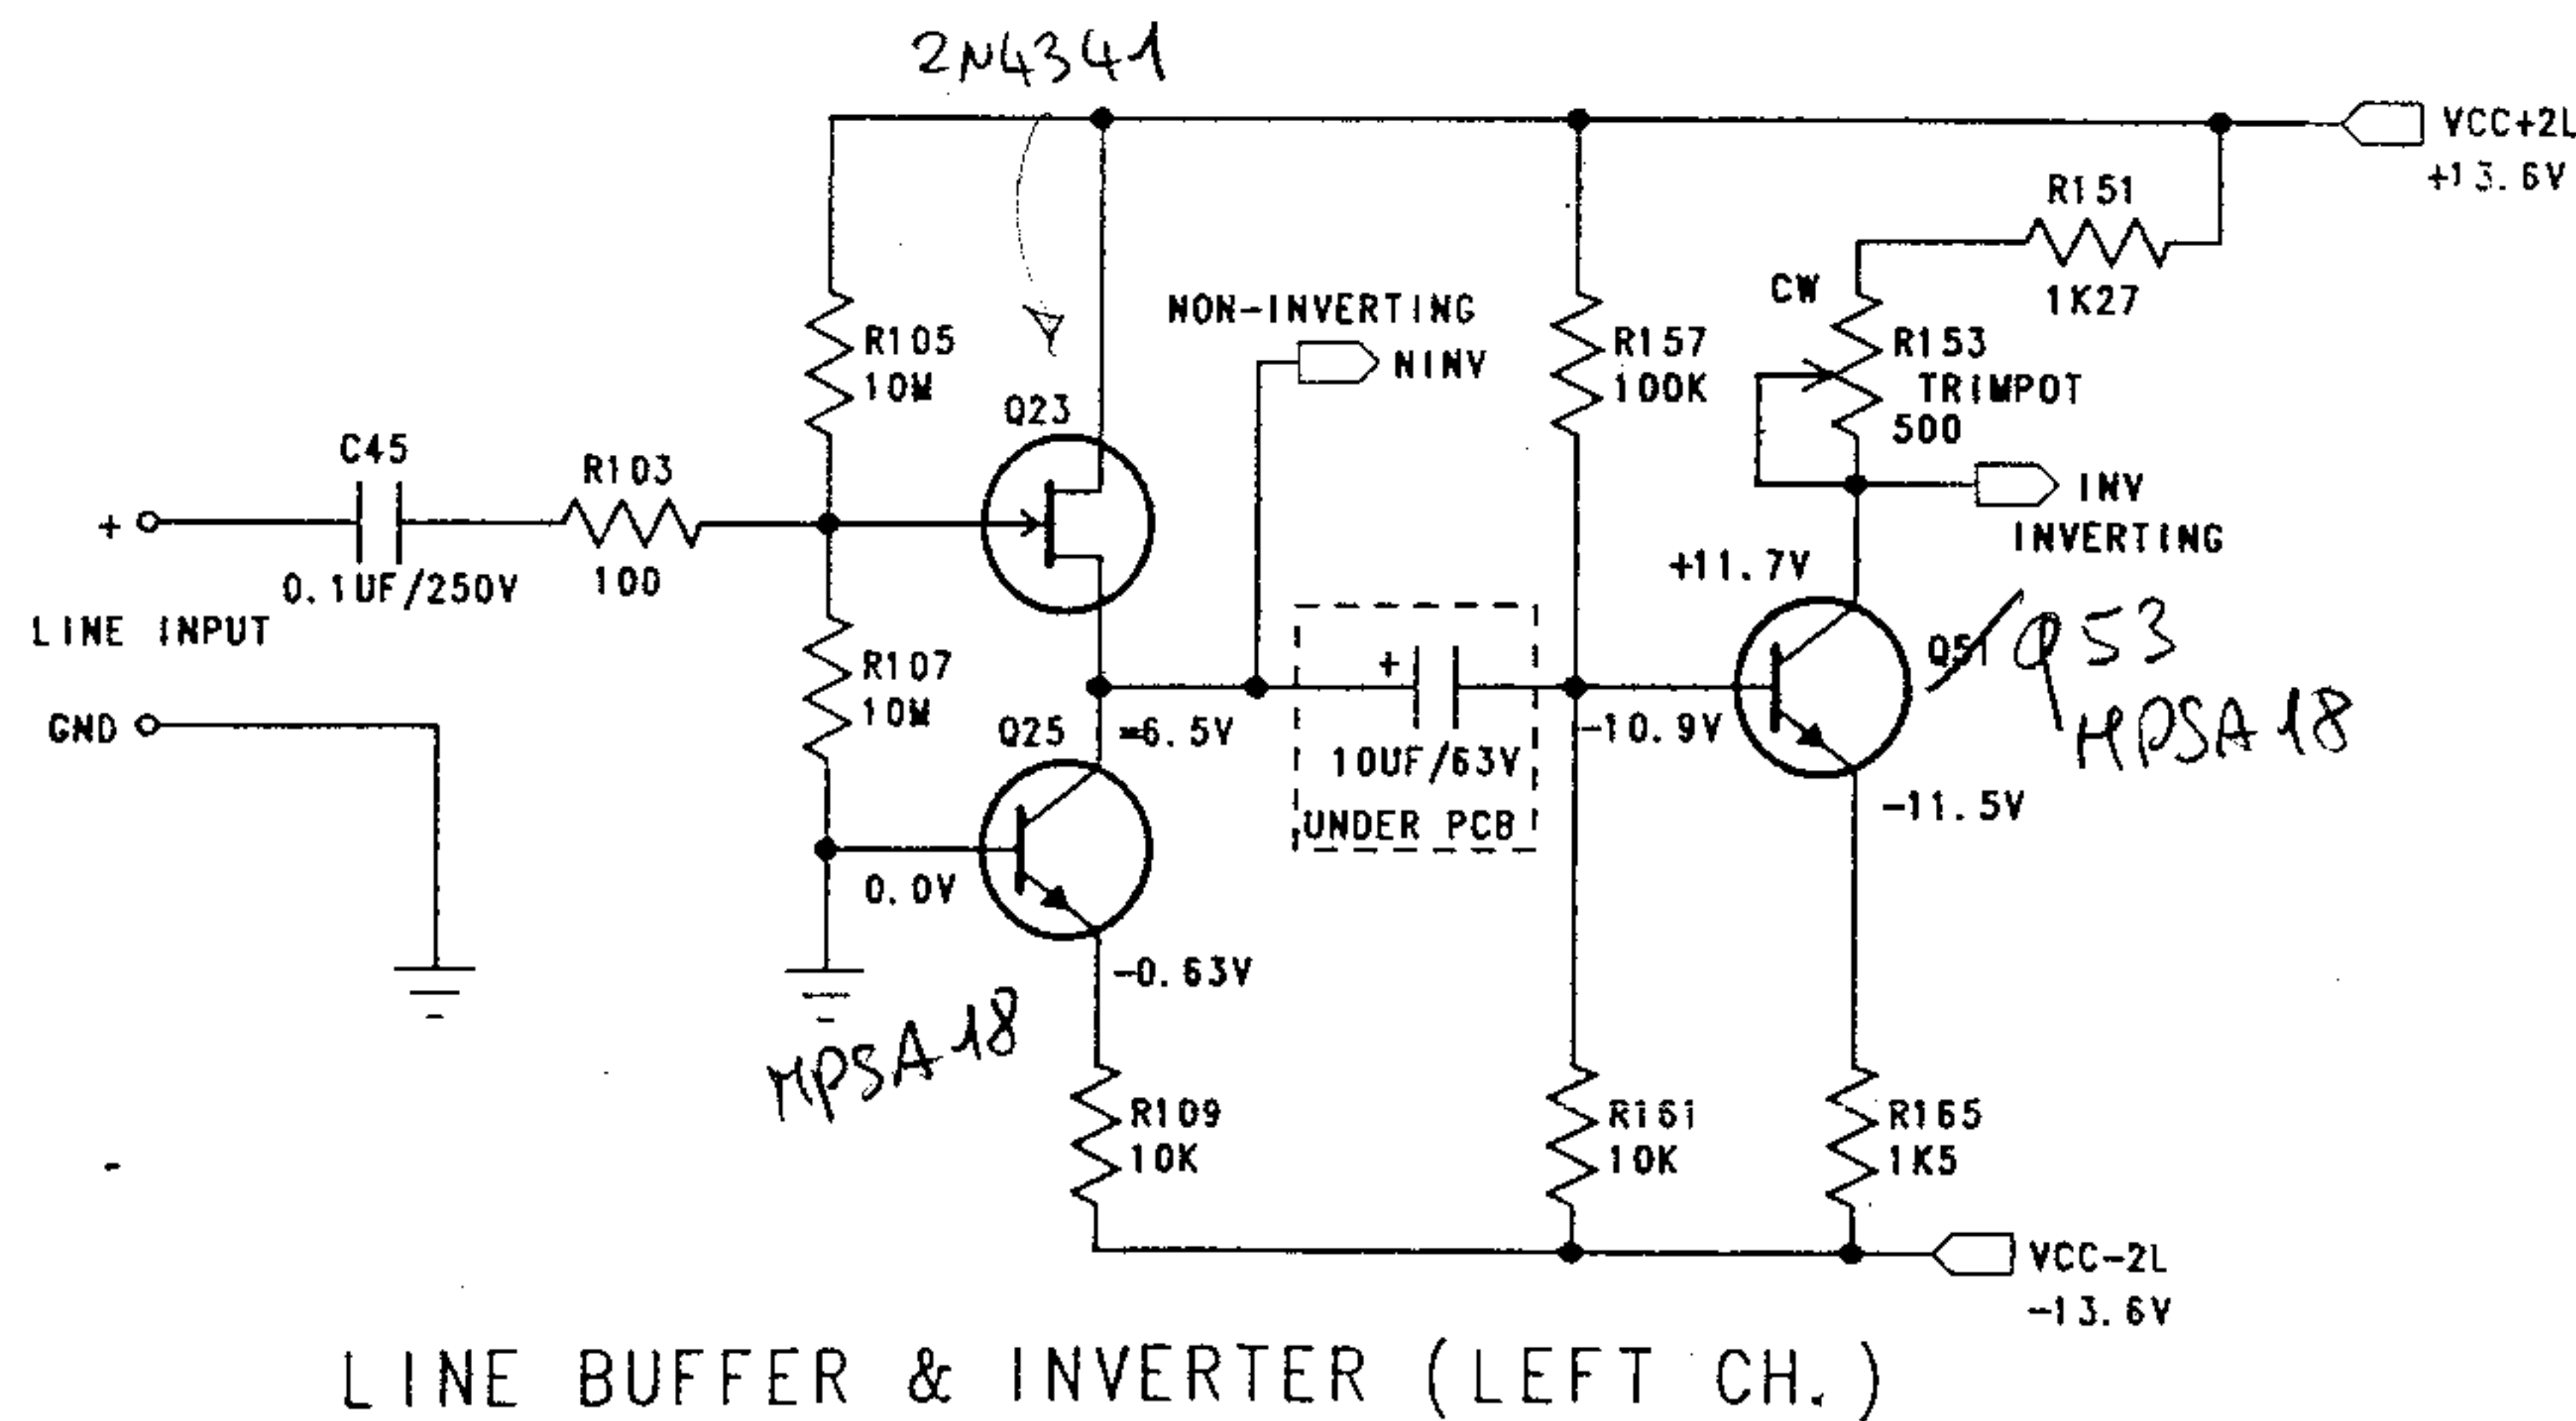 2N4341
VCC+2L
+13.6V
R151
1K27
CW
R153
TRIMPOT
500
NON-INVERTING
NINV
R157
100K
R105
10M
Q23
C45
0.1UF/250V
R103
100
+
LINE INPUT
GND
INV
INVERTING
+11.7V
Q51 Q53
MPSA18
R107
10M
Q25
≈6.5V
+
10UF/63V
UNDER PCB
-10.9V
-11.5V
0.0V
-0.63V
MPSA18
R109
10K
R161
10K
R165
1K5
VCC-2L
-13.6V
LINE BUFFER & INVERTER (LEFT CH.)